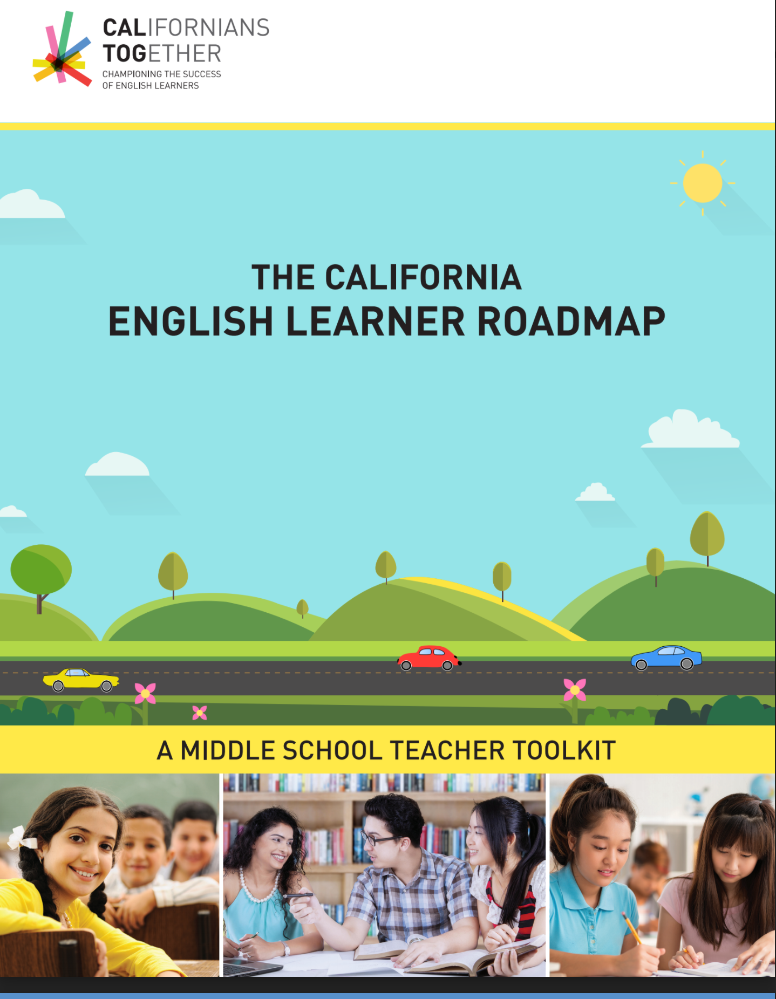 CALIFORNIANS
TOGETHER
CHAMPIONING THE SUCCESS
OF ENGLISH LEARNERS
THE CALIFORNIA
ENGLISH LEARNER ROADMAP
A MIDDLE SCHOOL TEACHER TOOLKIT